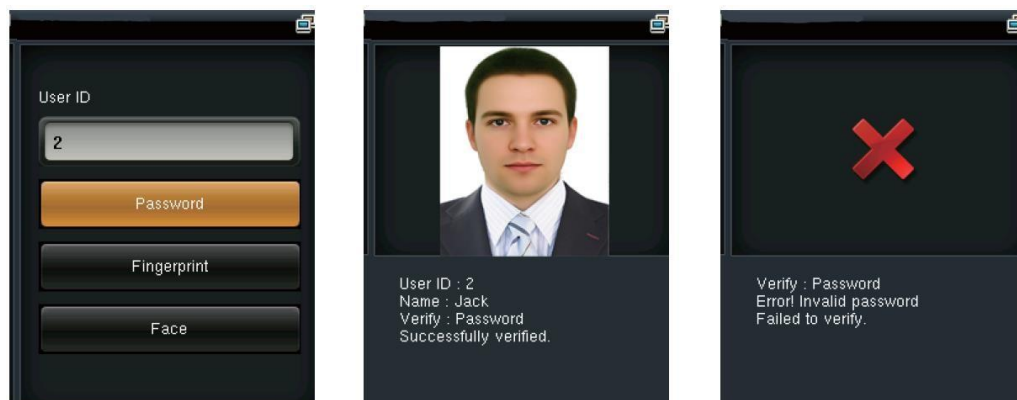 User ID
2
Password
Fingerprint
Face
User ID : 2
Name : Jack
Verify : Password
Successfully verified.
Verify : Password
Error! Invalid password
Failed to verify.